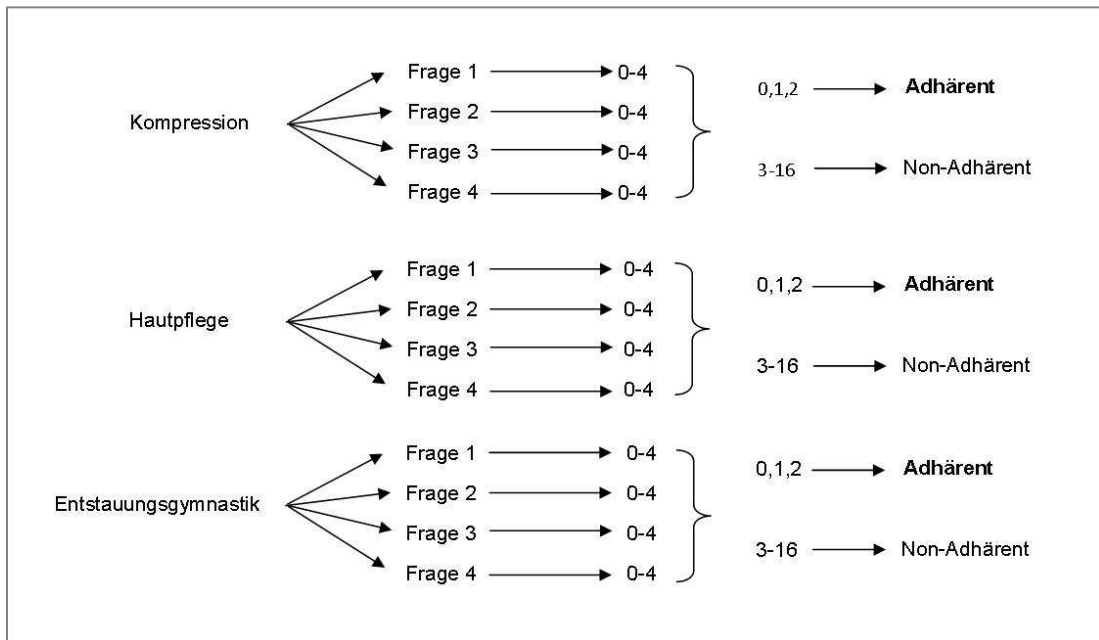 Frage 1 0-4
0,1,2 Adhärent
Frage 2 0-4
Kompression
Frage 3 0-4
3-16 Non-Adhärent
Frage 4 0-4
Frage 1 0-4
0,1,2 Adhärent
Frage 2 0-4
Hautpflege
Frage 3 0-4
3-16 Non-Adhärent
Frage 4 0-4
Frage 1 0-4
0,1,2 Adhärent
Frage 2 0-4
Entstauungsgymnastik
Frage 3 0-4
3-16 Non-Adhärent
Frage 4 0-4